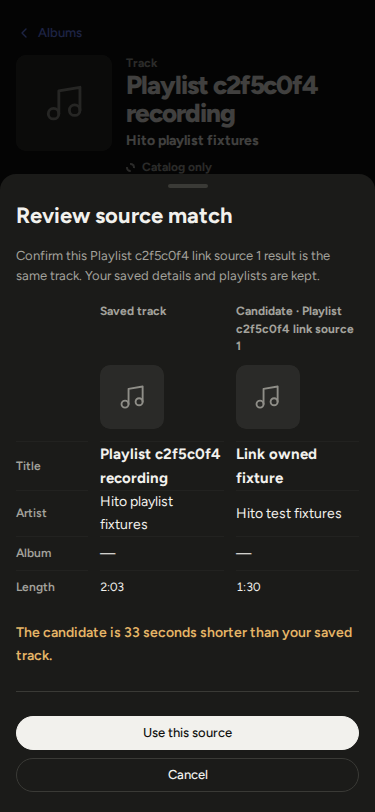 Albums
Track
Playlist c2f5c0f4
recording
Hito playlist fixtures
Catalog only
Review source match
Confirm this Playlist c2f5c0f4 link source 1 result is the
same track. Your saved details and playlists are kept.
Saved track
Candidate · Playlist
c2f5c0f4 link source
1
Title
Playlist c2f5c0f4
recording
Link owned
fixture
Artist
Hito playlist
fixtures
Hito test fixtures
Album
—
—
Length
2:03
1:30
The candidate is 33 seconds shorter than your saved
track.
Use this source
Cancel